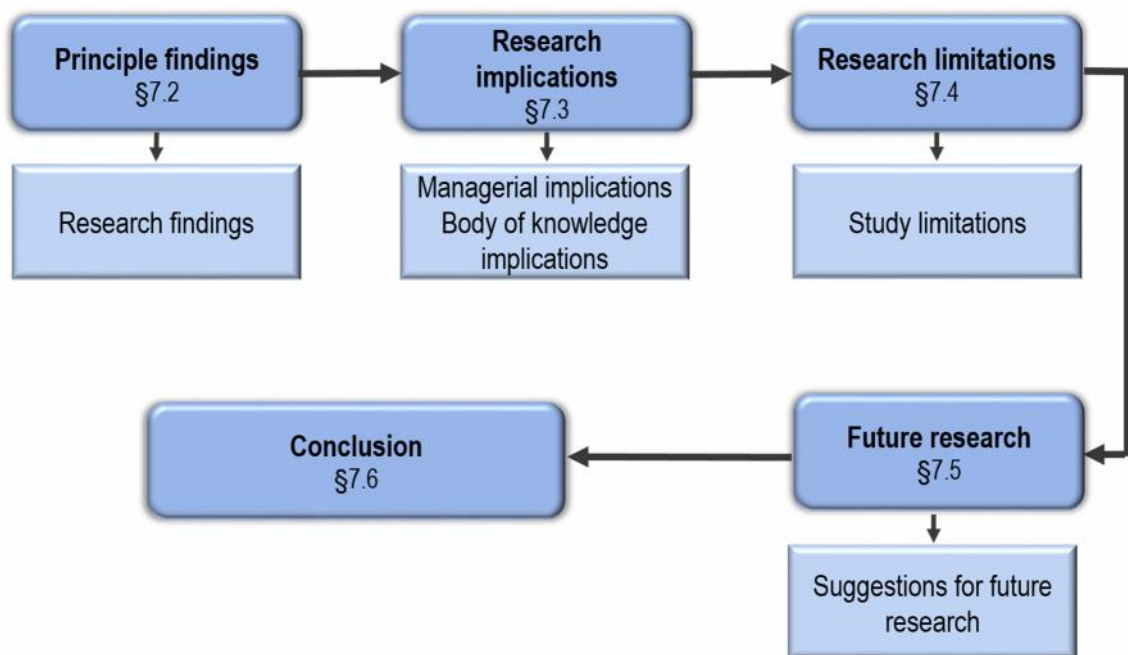 Principle findings
§7.2
Research
implications
§7.3
Research limitations
§7.4
Research findings
Managerial implications
Body of knowledge
implications
Study limitations
Conclusion
§7.6
Future research
§7.5
Suggestions for future
research